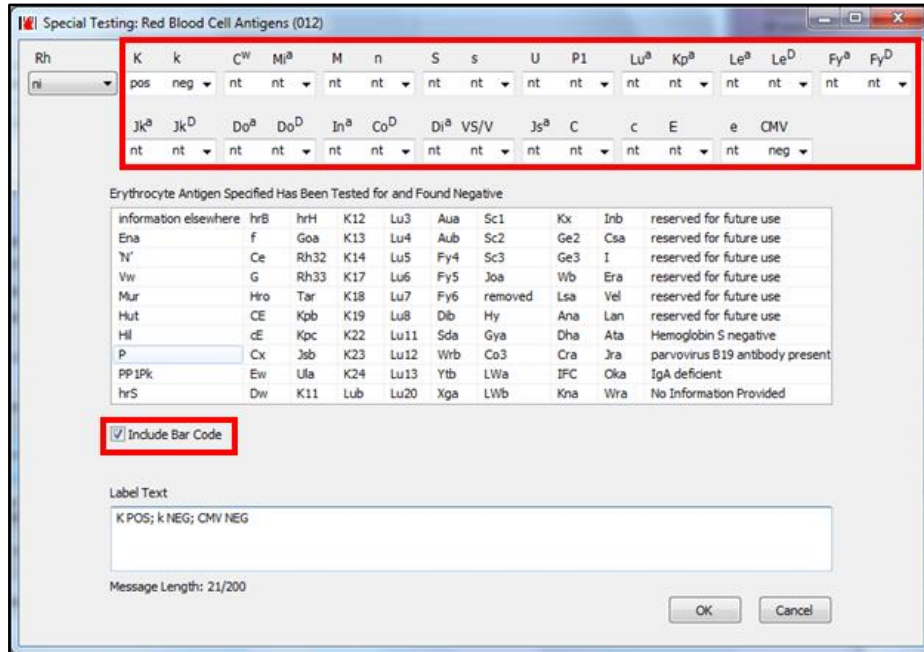 Special Testing: Red Blood Cell Antigens (012)
Rh K k Cᵂ Miᵃ M n S s U P1 Luᵃ Kpᵃ Leᵃ Leᴰ Fyᵃ Fyᴰ
ni pos neg nt nt nt nt nt nt nt nt nt nt nt nt nt nt
Jkᵃ Jkᴰ Doᵃ Doᴰ Inᵃ Coᴰ Diᵃ VS/V Jsᵃ C c E e CMV
nt nt nt nt nt nt nt nt nt nt nt nt nt neg
Erythrocyte Antigen Specified Has Been Tested for and Found Negative
information elsewhere hrB hrH K12 Lu3 Aua Sc1 Kx Inb reserved for future use
Ena f Goa K13 Lu4 Aub Sc2 Ge2 Csa reserved for future use
'N' Ce Rh32 K14 Lu5 Fy4 Sc3 Ge3 I reserved for future use
Vw G Rh33 K17 Lu6 Fy5 Joa Wb Era reserved for future use
Mur Hro Tar K18 Lu7 Fy6 removed Lsa Vel reserved for future use
Hut CE Kpb K19 Lu8 Dib Hy Ana Lan reserved for future use
Hil cE Kpc K22 Lu11 Sda Gya Dha Ata Hemoglobin S negative
P Cx Jsb K23 Lu12 Wrb Co3 Cra Jra parvovirus B19 antibody present
PP1Pk Ew Ula K24 Lu13 Ytb LWa IFC Oka IgA deficient
hrS Dw K11 Lub Lu20 Xga LWb Kna Wra No Information Provided
Include Bar Code
Label Text
K POS; k NEG; CMV NEG
Message Length: 21/200
OK Cancel